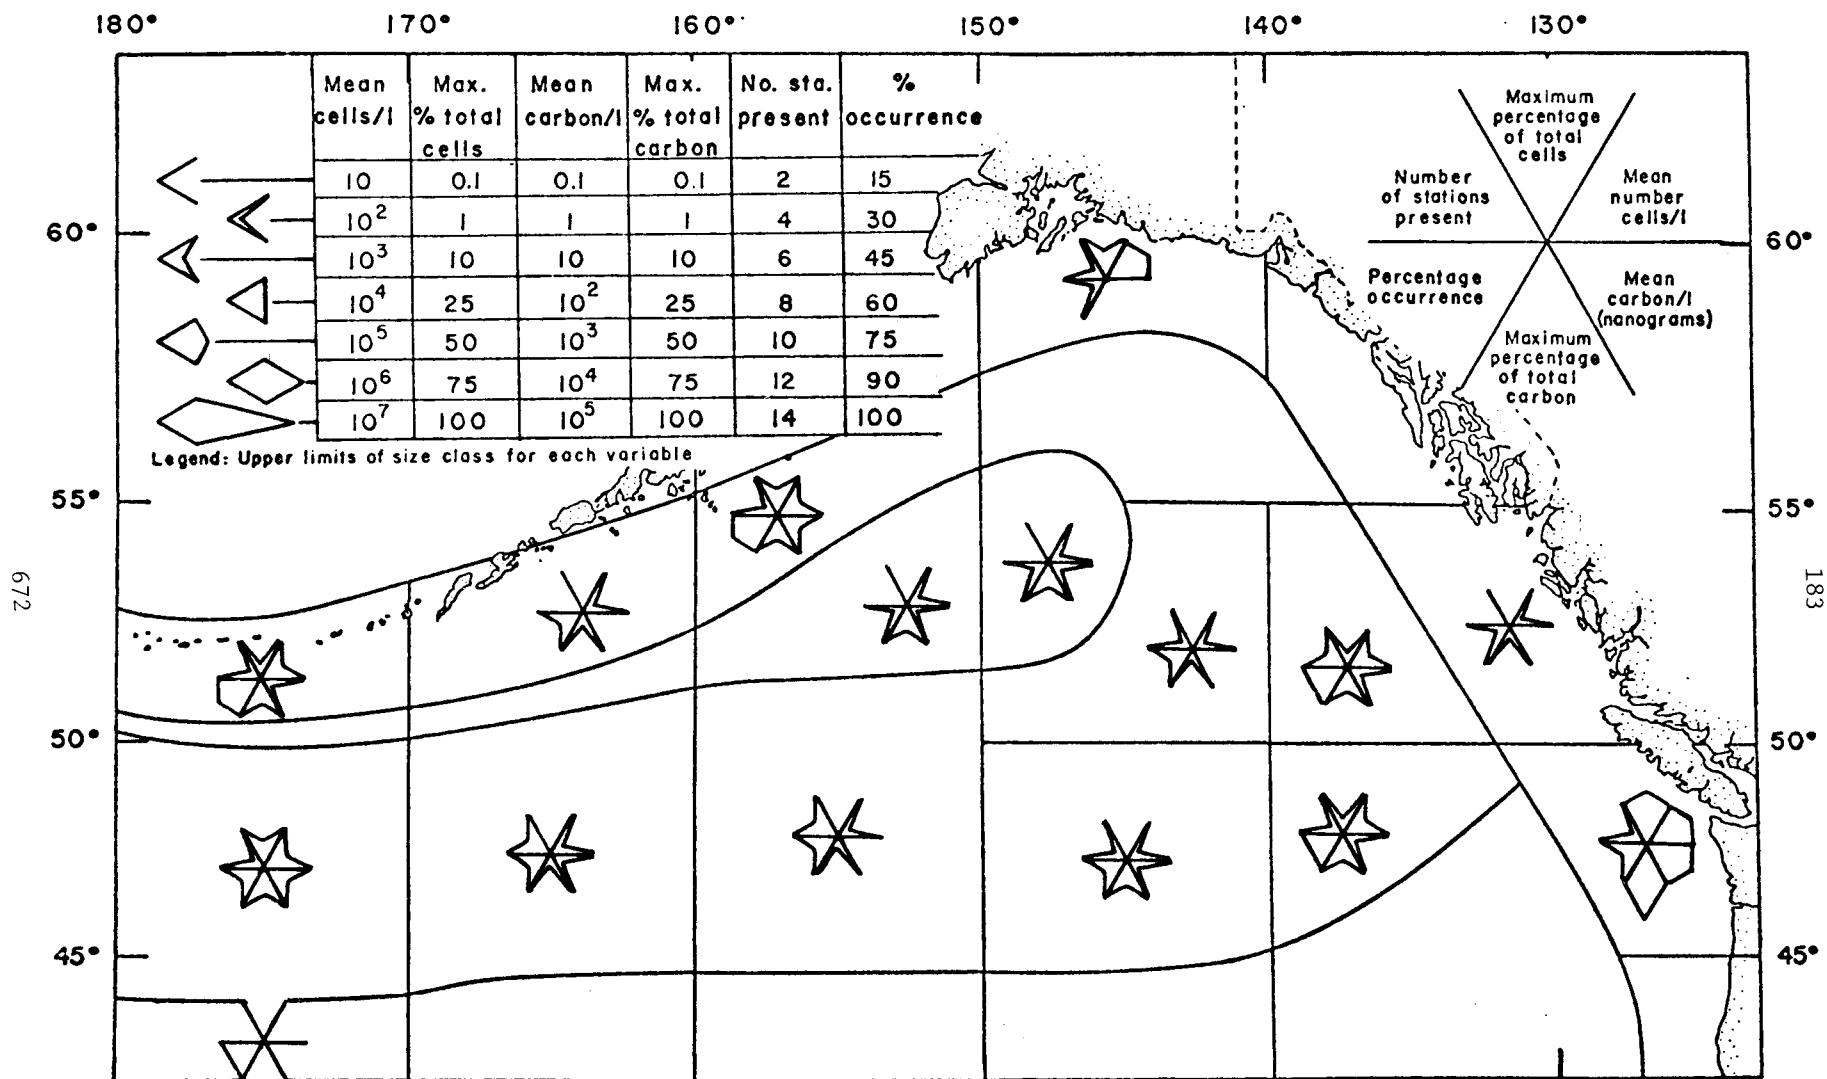 180° 170° 160° 150° 140° 130°
Mean cells/l Max. % total cells Mean carbon/l Max. % total carbon No. sta. present % occurrence
10 0.1 0.1 0.1 2 15
10² 1 1 1 4 30
10³ 10 10 10 6 45
10⁴ 25 10² 25 8 60
10⁵ 50 10³ 50 10 75
10⁶ 75 10⁴ 75 12 90
10⁷ 100 10⁵ 100 14 100
Legend: Upper limits of size class for each variable
Maximum
percentage
of total
cells
Number
of stations
present
Mean
number
cells/l
Percentage
occurrence
Mean
carbon/l
(nanograms)
Maximum
percentage
of total
carbon
60° 60°
55° 55°
50° 50°
45° 45°
672
183